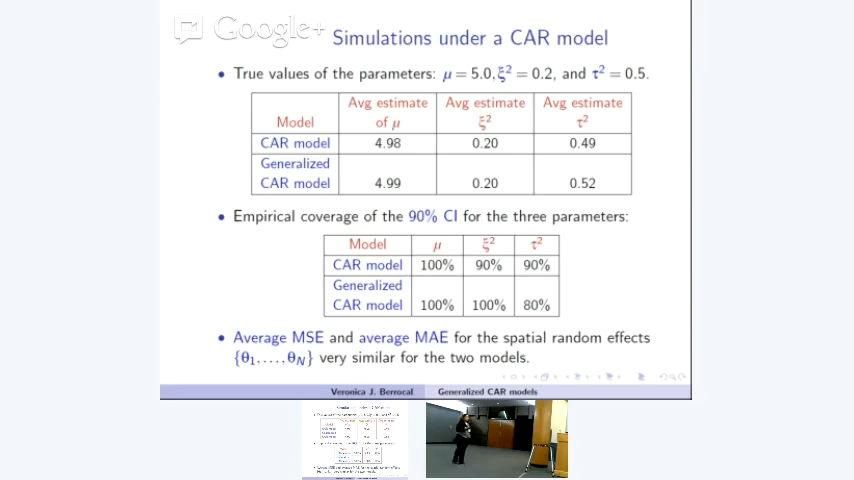 Google+
Simulations under a CAR model
• True values of the parameters: μ = 5.0, ξ² = 0.2, and τ² = 0.5.
Model Avg estimate of μ Avg estimate ξ² Avg estimate τ²
CAR model 4.98 0.20 0.49
Generalized
CAR model 4.99 0.20 0.52
• Empirical coverage of the 90% CI for the three parameters:
Model μ ξ² τ²
CAR model 100% 90% 90%
Generalized
CAR model 100% 100% 80%
• Average MSE and average MAE for the spatial random effects
{θ₁,...,θ_N} very similar for the two models.
Veronica J. Berrocal Generalized CAR models
Simulations under a CAR model